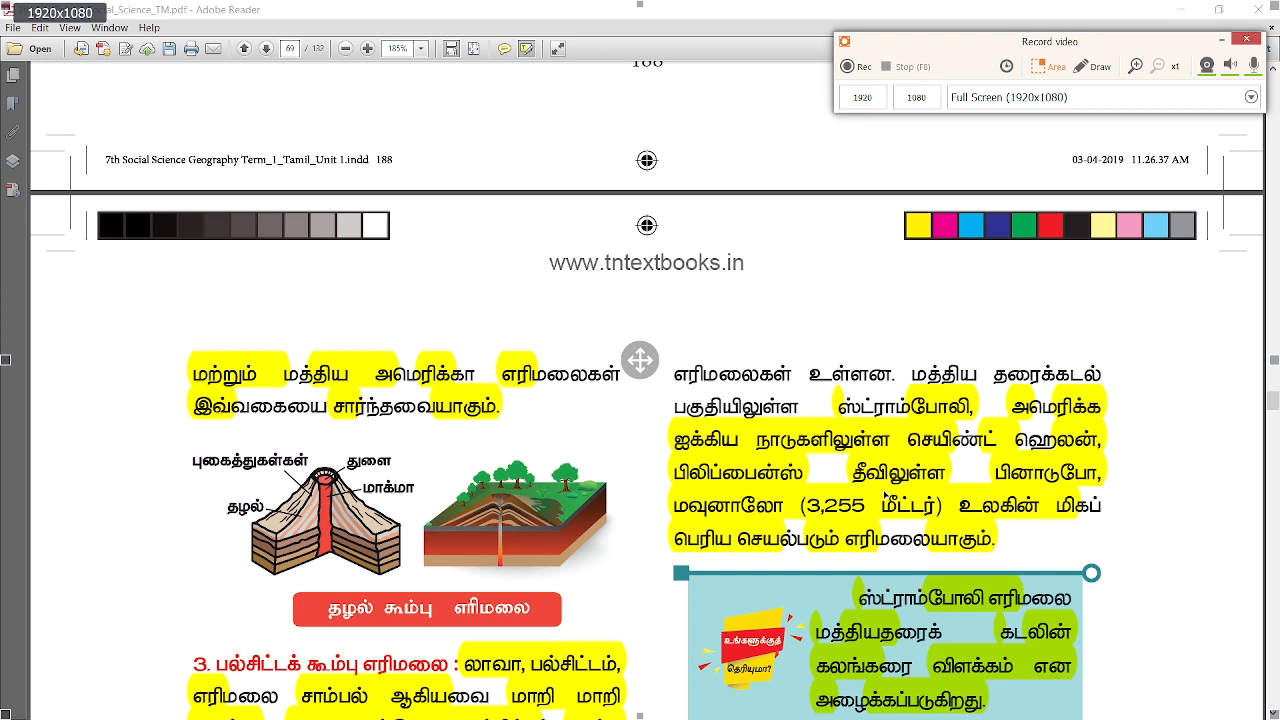 1920x1080
al_Science_TM.pdf - Adobe Reader
File Edit View Window Help
Open 69 / 132 185%
Record video
Rec Stop (F8) Area Draw x1
1920 1080 Full Screen (1920x1080)
188
7th Social Science Geography Term_1_Tamil_Unit 1.indd 188
03-04-2019 11.26.37 AM
www.tntextbooks.in
மற்றும் மத்திய அமெரிக்கா எரிமலைகள்
இவ்வகையை சார்ந்தவையாகும்.
புகைத்துகள்கள்
துளை
மாக்மா
தழல்
தழல் கூம்பு எரிமலை
3. பல்சிட்டக் கூம்பு எரிமலை : லாவா, பல்சிட்டம்,
எரிமலை சாம்பல் ஆகியவை மாறி மாறி
எரிமலைகள் உள்ளன. மத்திய தரைக்கடல்
பகுதியிலுள்ள ஸ்ட்ராம்போலி, அமெரிக்க
ஐக்கிய நாடுகளிலுள்ள செயிண்ட் ஹெலன்,
பிலிப்பைன்ஸ் தீவிலுள்ள பினாடுபோ,
மவுனாலோ (3,255 மீட்டர்) உலகின் மிகப்
பெரிய செயல்படும் எரிமலையாகும்.
உங்களுக்குத்
தெரியுமா?
ஸ்ட்ராம்போலி எரிமலை
மத்தியதரைக் கடலின்
கலங்கரை விளக்கம் என
அழைக்கப்படுகிறது.